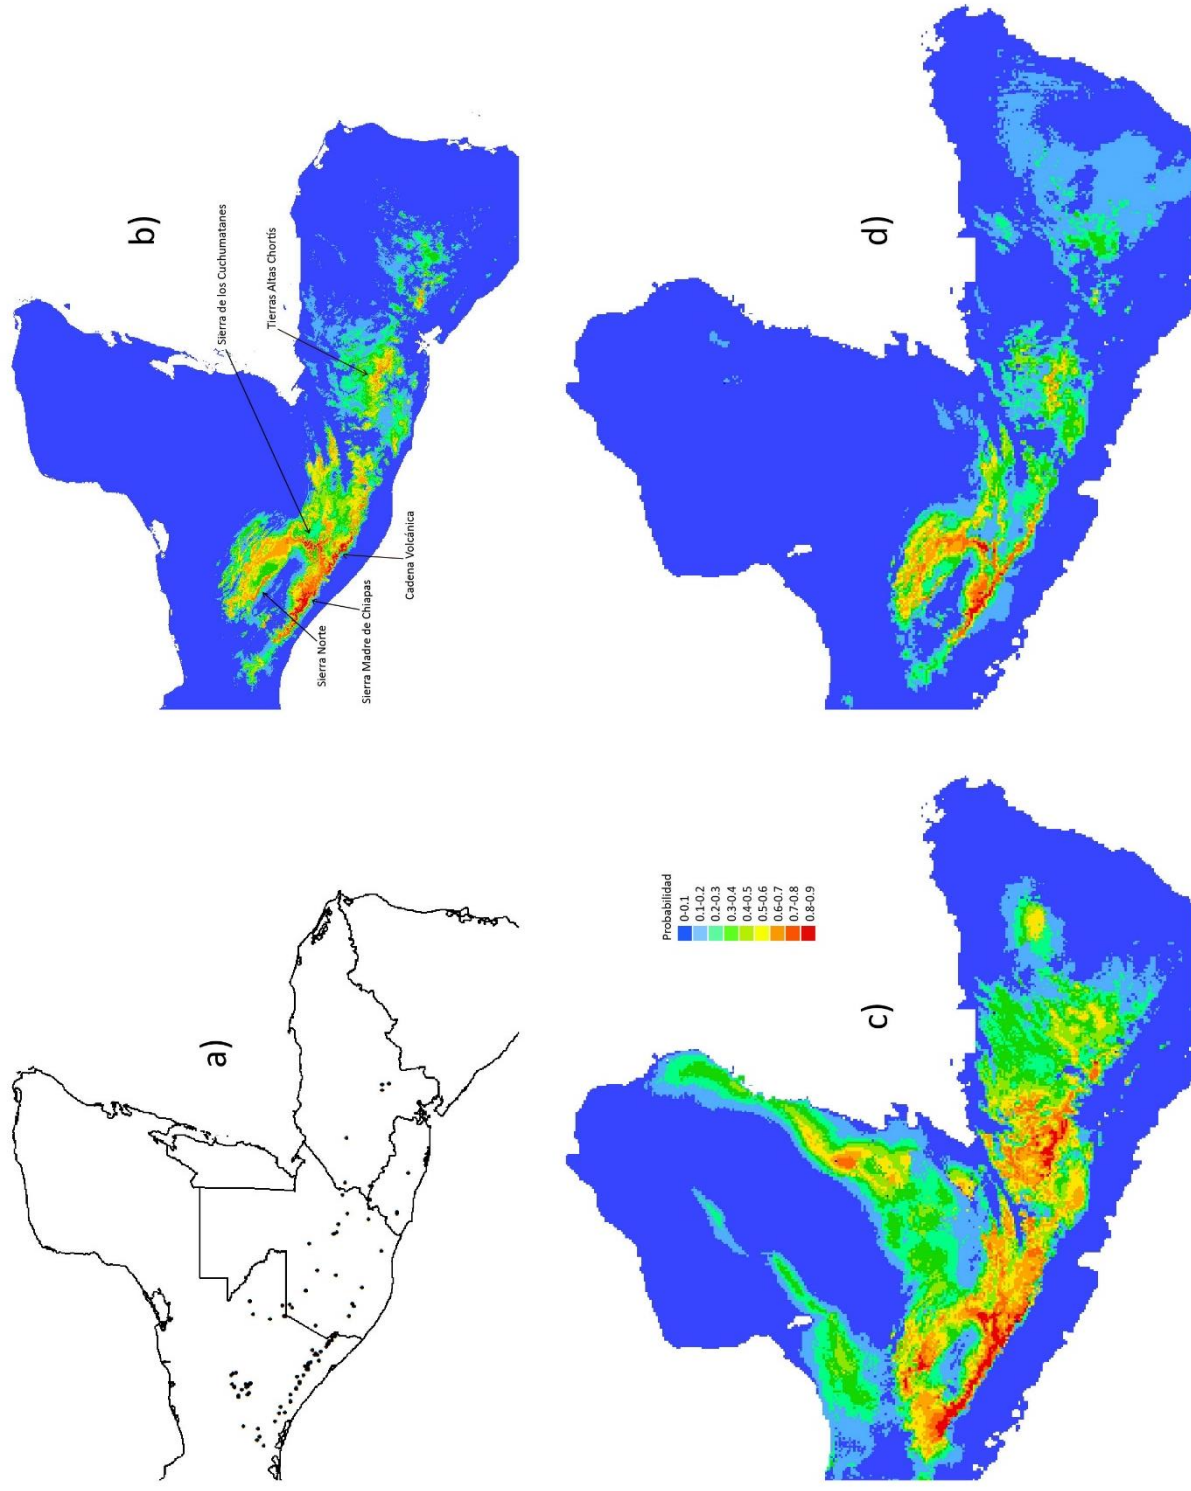 a)
b)
Sierra de los Cuchumatanes
Tierras Altas Chortís
Sierra Norte
Sierra Madre de Chiapas
Cadena Volcánica
c)
Probabilidad
0-0.1
0.1-0.2
0.2-0.3
0.3-0.4
0.4-0.5
0.5-0.6
0.6-0.7
0.7-0.8
0.8-0.9
d)